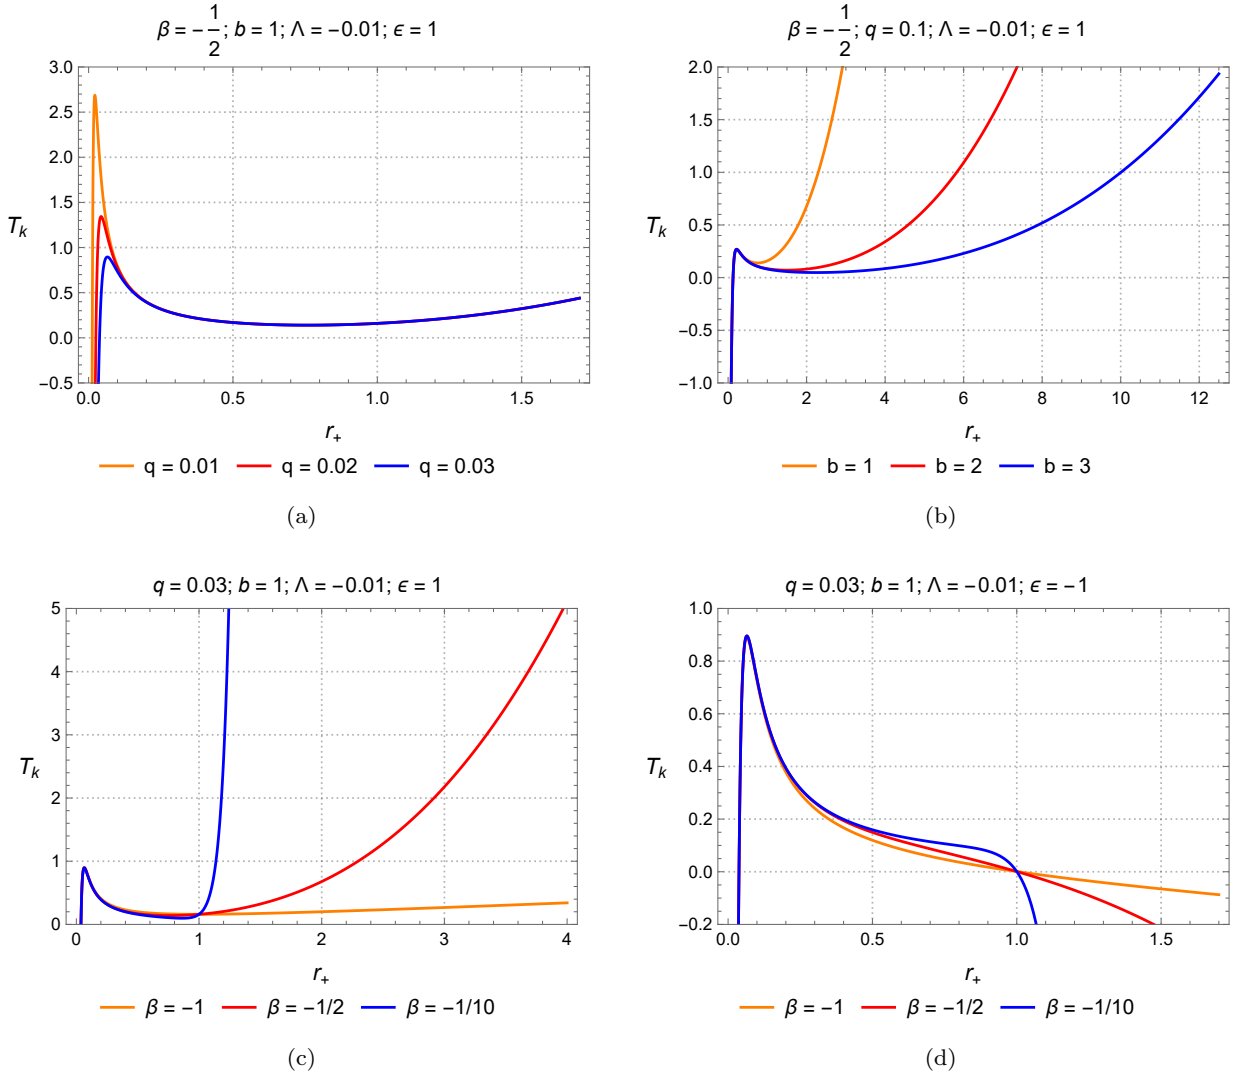 β = −1/2; b = 1; Λ = −0.01; ϵ = 1
3.0
2.5
2.0
1.5
1.0
0.5
0.0
−0.5
T_k
0.0 0.5 1.0 1.5
r_+
q = 0.01 q = 0.02 q = 0.03
(a)
β = −1/2; q = 0.1; Λ = −0.01; ϵ = 1
2.0
1.5
1.0
0.5
0.0
−0.5
−1.0
T_k
0 2 4 6 8 10 12
r_+
b = 1 b = 2 b = 3
(b)
q = 0.03; b = 1; Λ = −0.01; ϵ = 1
5
4
3
2
1
0
T_k
0 1 2 3 4
r_+
β = −1 β = −1/2 β = −1/10
(c)
q = 0.03; b = 1; Λ = −0.01; ϵ = −1
1.0
0.8
0.6
0.4
0.2
0.0
−0.2
T_k
0.0 0.5 1.0 1.5
r_+
β = −1 β = −1/2 β = −1/10
(d)